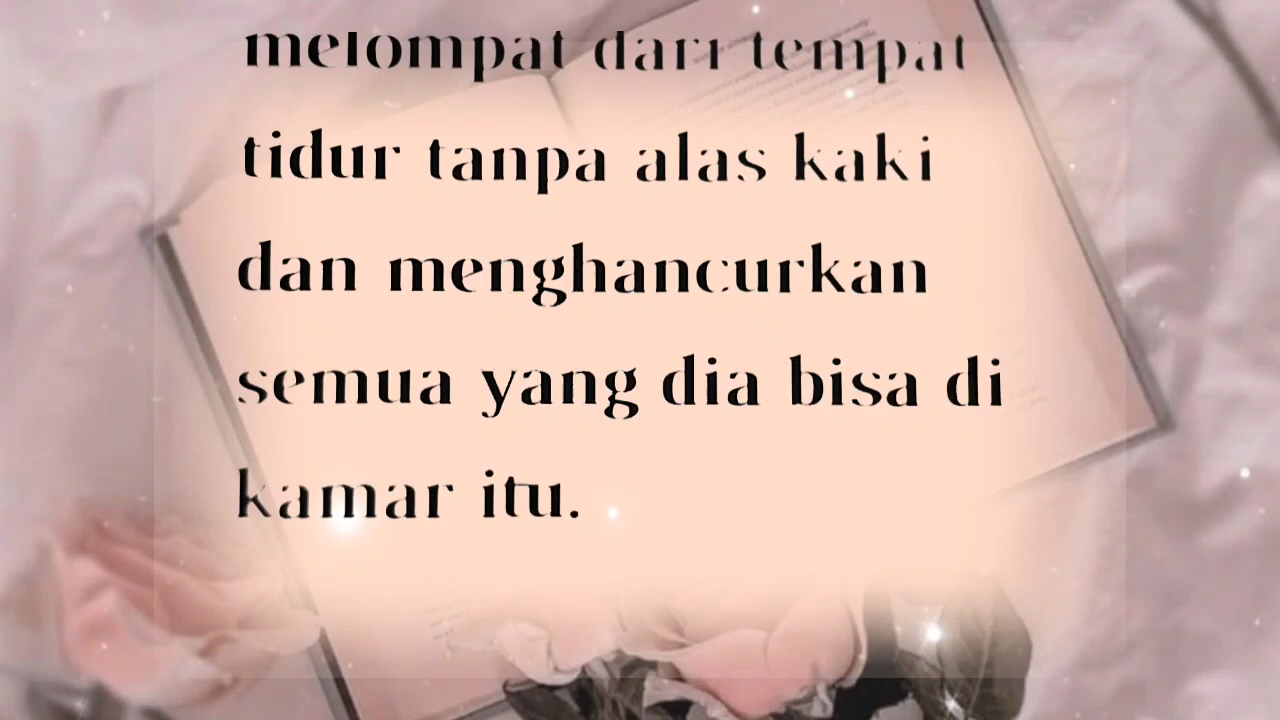 melompat dari tempat
tidur tanpa alas kaki
dan menghancurkan
semua yang dia bisa di
kamar itu.